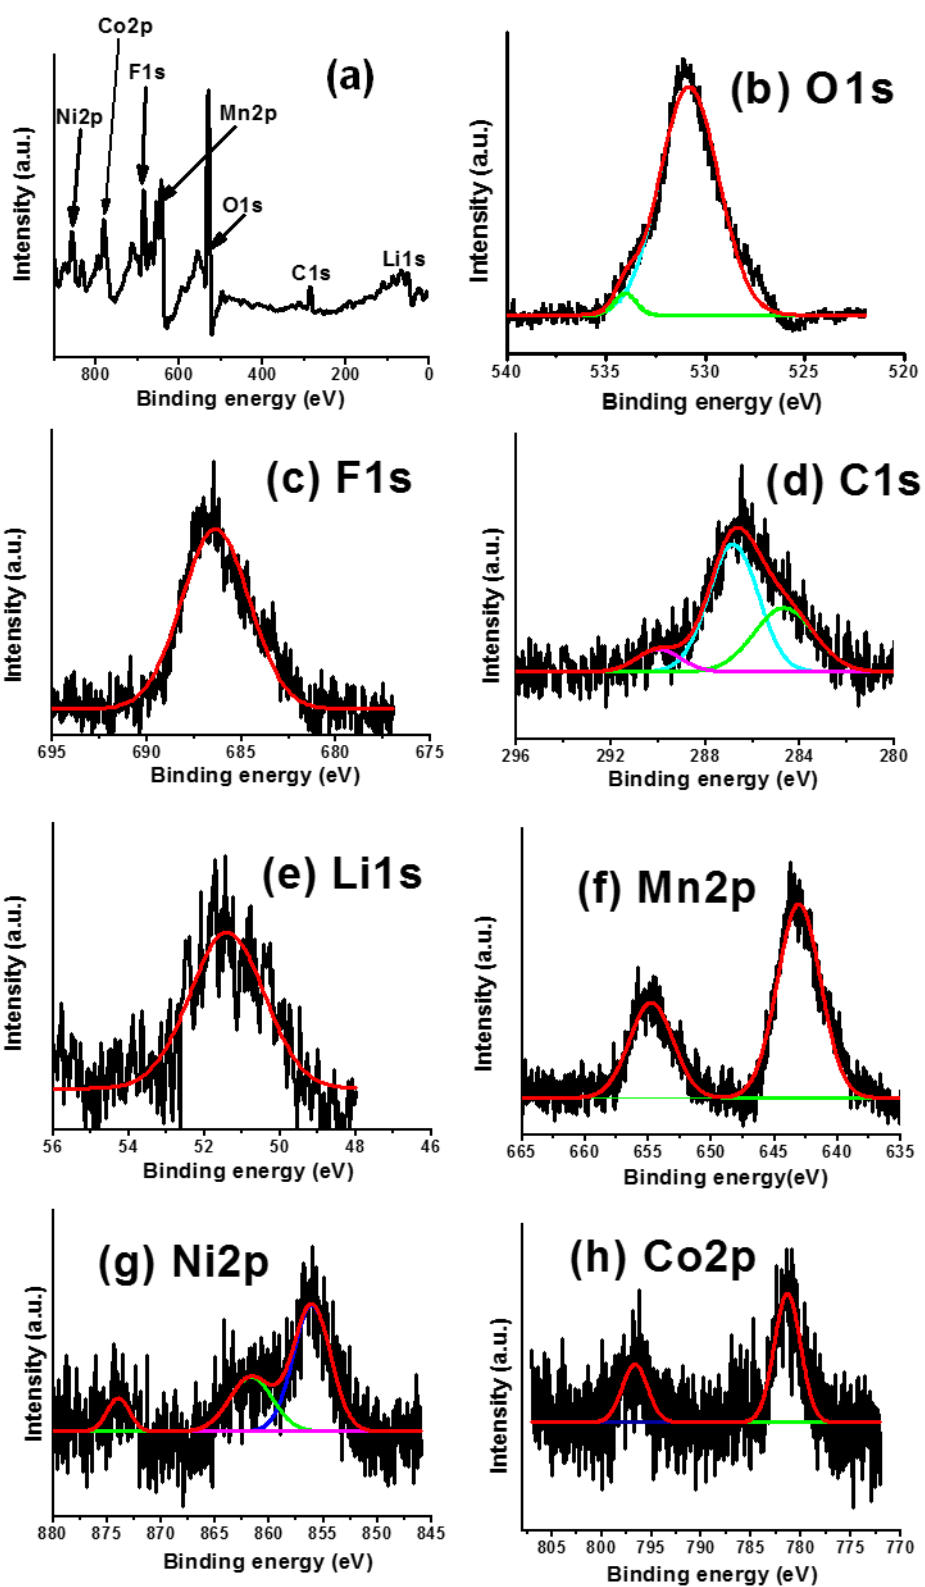 Co2p
F1s
(a)
Ni2p
Mn2p
O1s
C1s
Li1s
Intensity (a.u.)
800 600 400 200 0
Binding energy (eV)
(b) O1s
Intensity (a.u.)
540 535 530 525 520
Binding energy (eV)
(c) F1s
Intensity (a.u.)
695 690 685 680 675
Binding energy (eV)
(d) C1s
Intensity (a.u.)
296 292 288 284 280
Binding energy (eV)
(e) Li1s
Intensity (a.u.)
56 54 52 50 48 46
Binding energy (eV)
(f) Mn2p
Intensity (a.u.)
665 660 655 650 645 640 635
Binding energy(eV)
(g) Ni2p
Intensity (a.u.)
880 875 870 865 860 855 850 845
Binding energy (eV)
(h) Co2p
Intensity (a.u.)
805 800 795 790 785 780 775 770
Binding energy (eV)